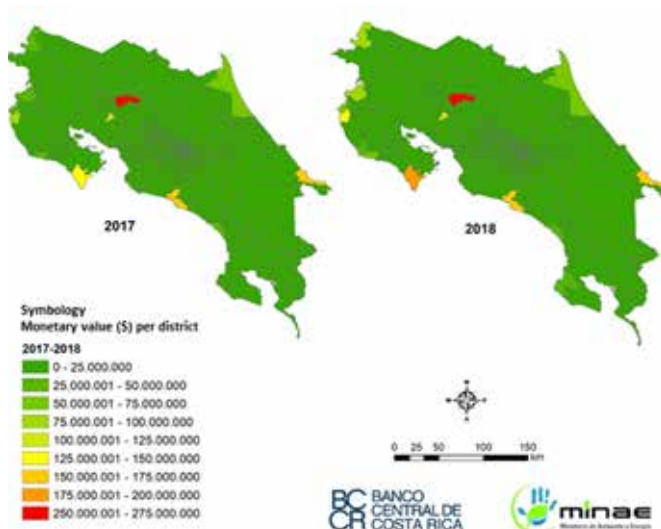 2017
2018
Symbology
Monetary value ($) per district
2017-2018
0 - 25.000.000
25.000.001 - 50.000.000
50.000.001 - 75.000.000
75.000.001 - 100.000.000
100.000.001 - 125.000.000
125.000.001 - 150.000.000
150.000.001 - 175.000.000
175.000.001 - 200.000.000
250.000.001 - 275.000.000
0 25 50 100 150
km
BC
CR
BANCO
CENTRAL DE
COSTA RICA
minae